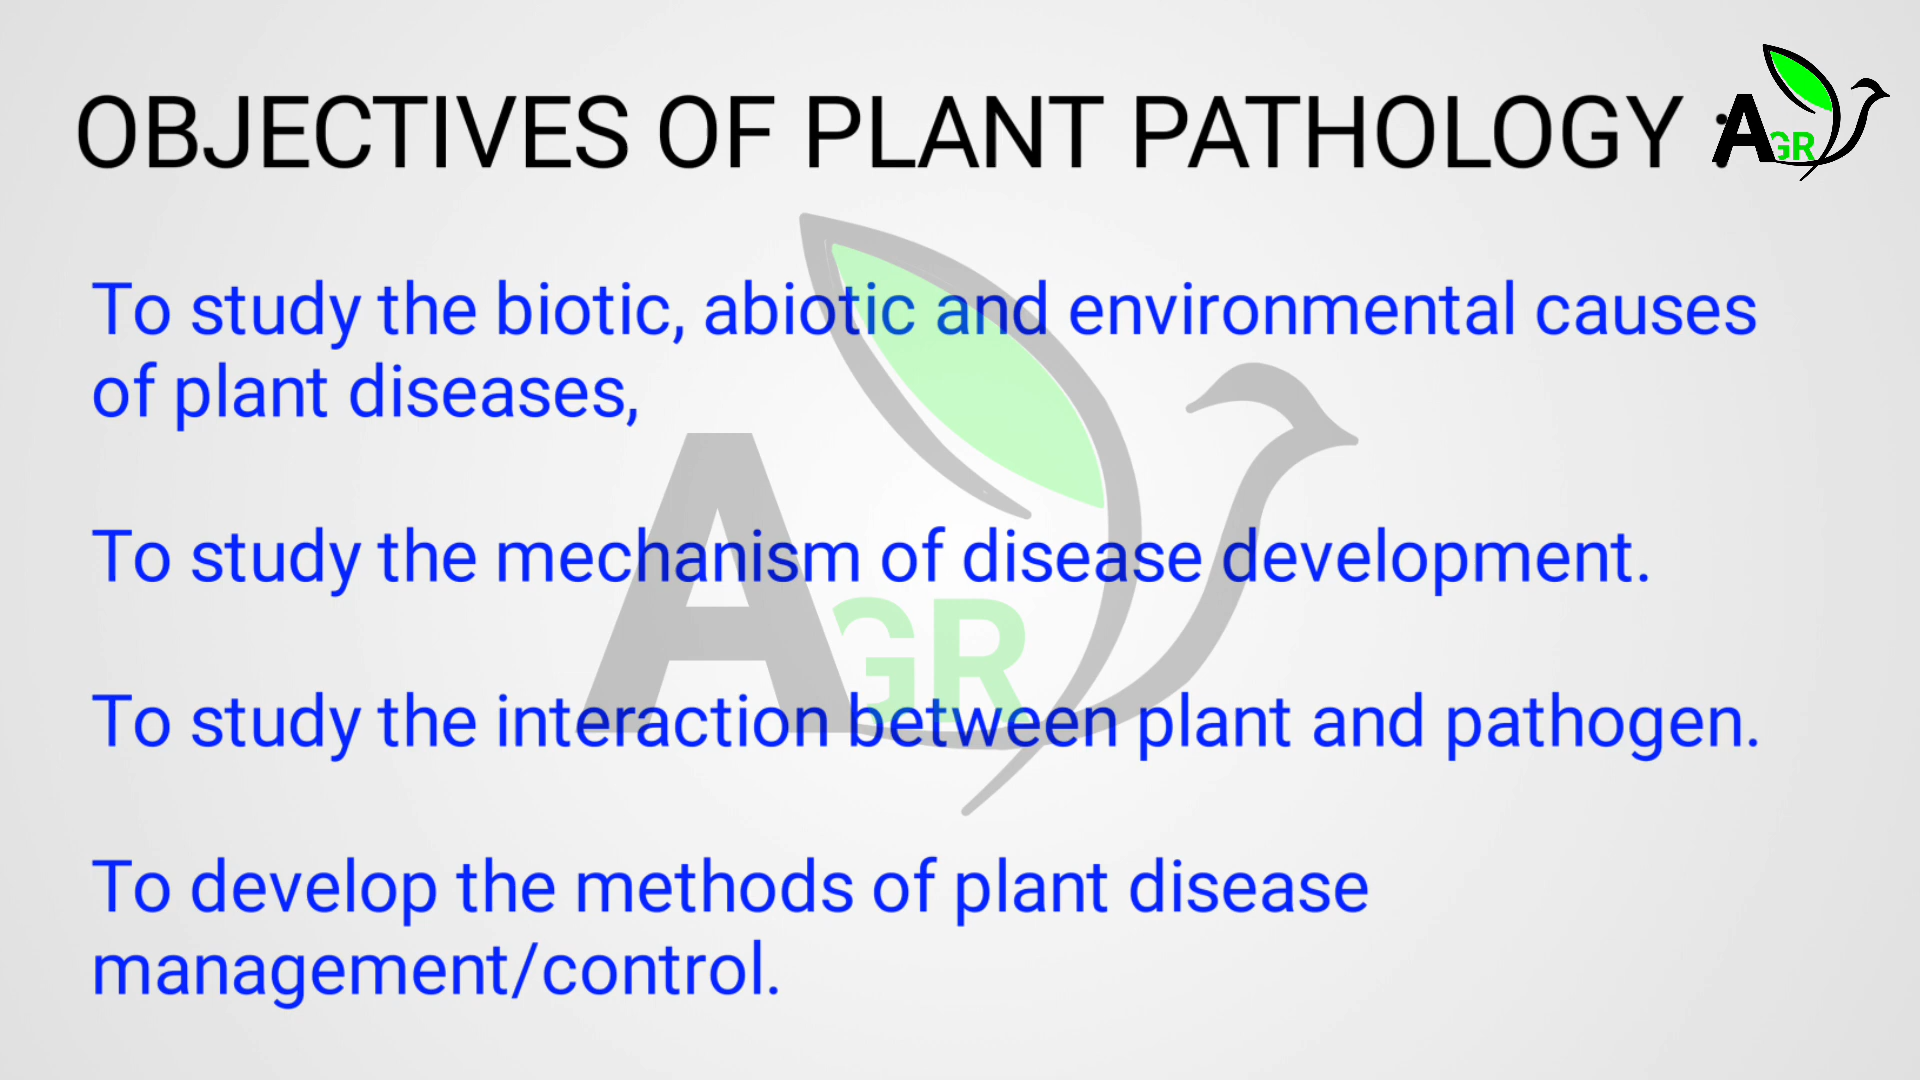 OBJECTIVES OF PLANT PATHOLOGY :
AGR
To study the biotic, abiotic and environmental causes
of plant diseases,
To study the mechanism of disease development.
AGR
To study the interaction between plant and pathogen.
To develop the methods of plant disease
management/control.